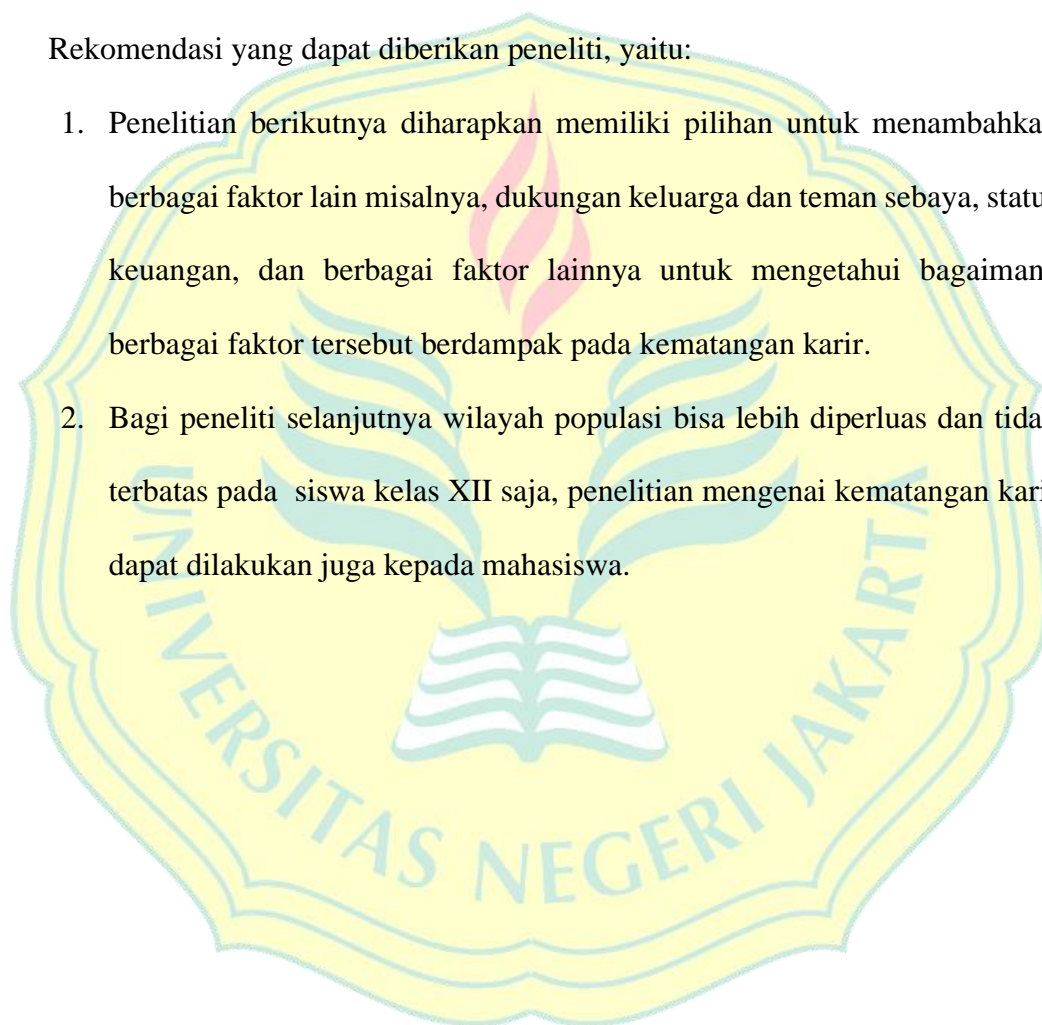 Rekomendasi yang dapat diberikan peneliti, yaitu:
1. Penelitian berikutnya diharapkan memiliki pilihan untuk menambahka
berbagai faktor lain misalnya, dukungan keluarga dan teman sebaya, statu
keuangan, dan berbagai faktor lainnya untuk mengetahui bagaiman
berbagai faktor tersebut berdampak pada kematangan karir.
2. Bagi peneliti selanjutnya wilayah populasi bisa lebih diperluas dan tida
terbatas pada siswa kelas XII saja, penelitian mengenai kematangan kari
dapat dilakukan juga kepada mahasiswa.
UNIVERSITAS NEGERI JAKARTA